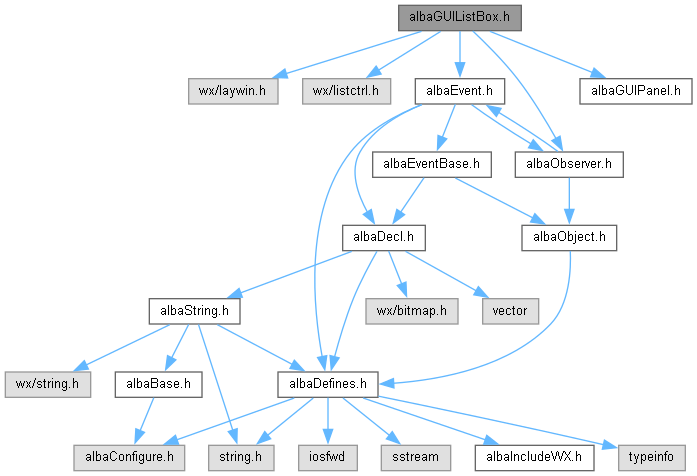 albaGUIListBox.h
wx/laywin.h
wx/listctrl.h
albaEvent.h
albaGUIPanel.h
albaEventBase.h
albaObserver.h
albaDecl.h
albaObject.h
albaString.h
wx/bitmap.h
vector
wx/string.h
albaBase.h
albaDefines.h
albaConfigure.h
string.h
iosfwd
sstream
albaIncludeWX.h
typeinfo